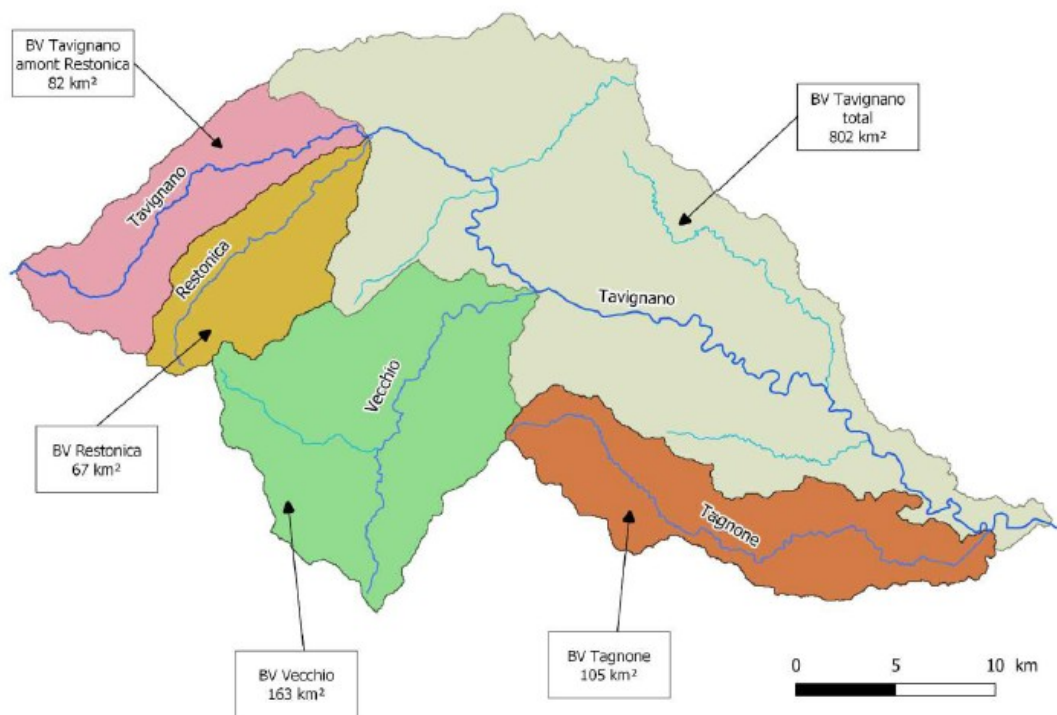 BV Tavignano
amont Restonica
82 km²
BV Tavignano
total
802 km²
Tavignano
Restonica
Tavignano
Vecchio
BV Restonica
67 km²
Tagnone
BV Vecchio
163 km²
BV Tagnone
105 km²
0 5 10 km